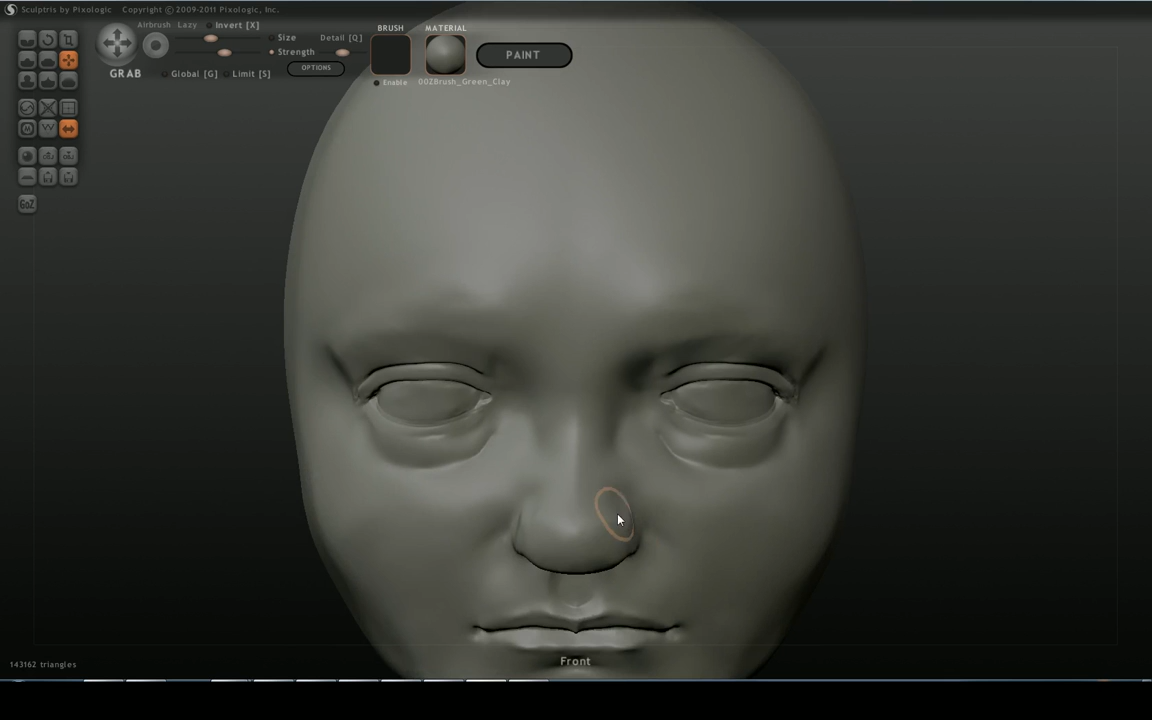 Sculptris by Pixologic Copyright © 2009-2011 Pixologic, Inc.
Airbrush Lazy Invert [X]
Size Detail [Q]
Strength
GRAB Global [G] Limit [S]
OPTIONS
BRUSH
Enable
MATERIAL
00ZBrush_Green_Clay
PAINT
GoZ
143162 triangles
Front